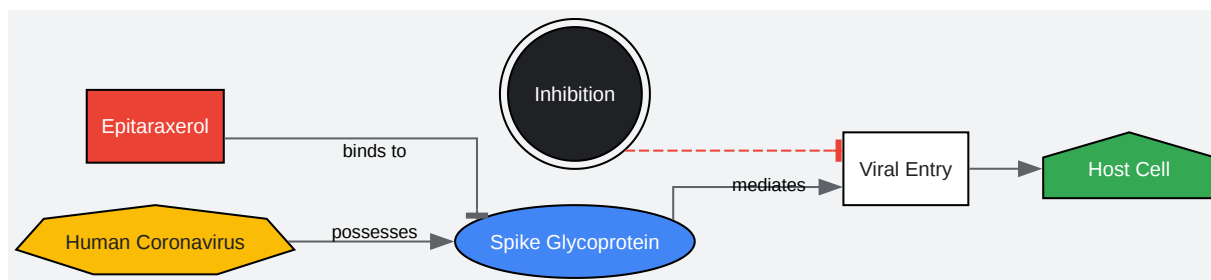 Inhibition
Epitaraxerol
binds to
Viral Entry
Host Cell
mediates
Human Coronavirus
possesses
Spike Glycoprotein